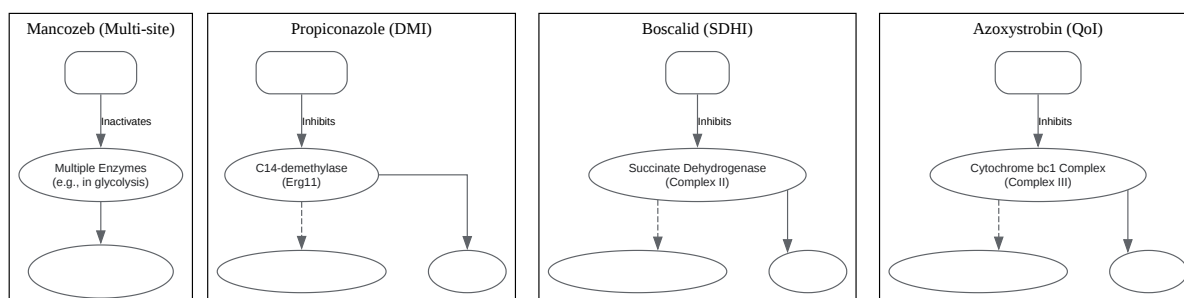 Mancozeb (Multi-site)
Inactivates
Multiple Enzymes
(e.g., in glycolysis)
Propiconazole (DMI)
Inhibits
C14-demethylase
(Erg11)
Boscalid (SDHI)
Inhibits
Succinate Dehydrogenase
(Complex II)
Azoxystrobin (QoI)
Inhibits
Cytochrome bc1 Complex
(Complex III)